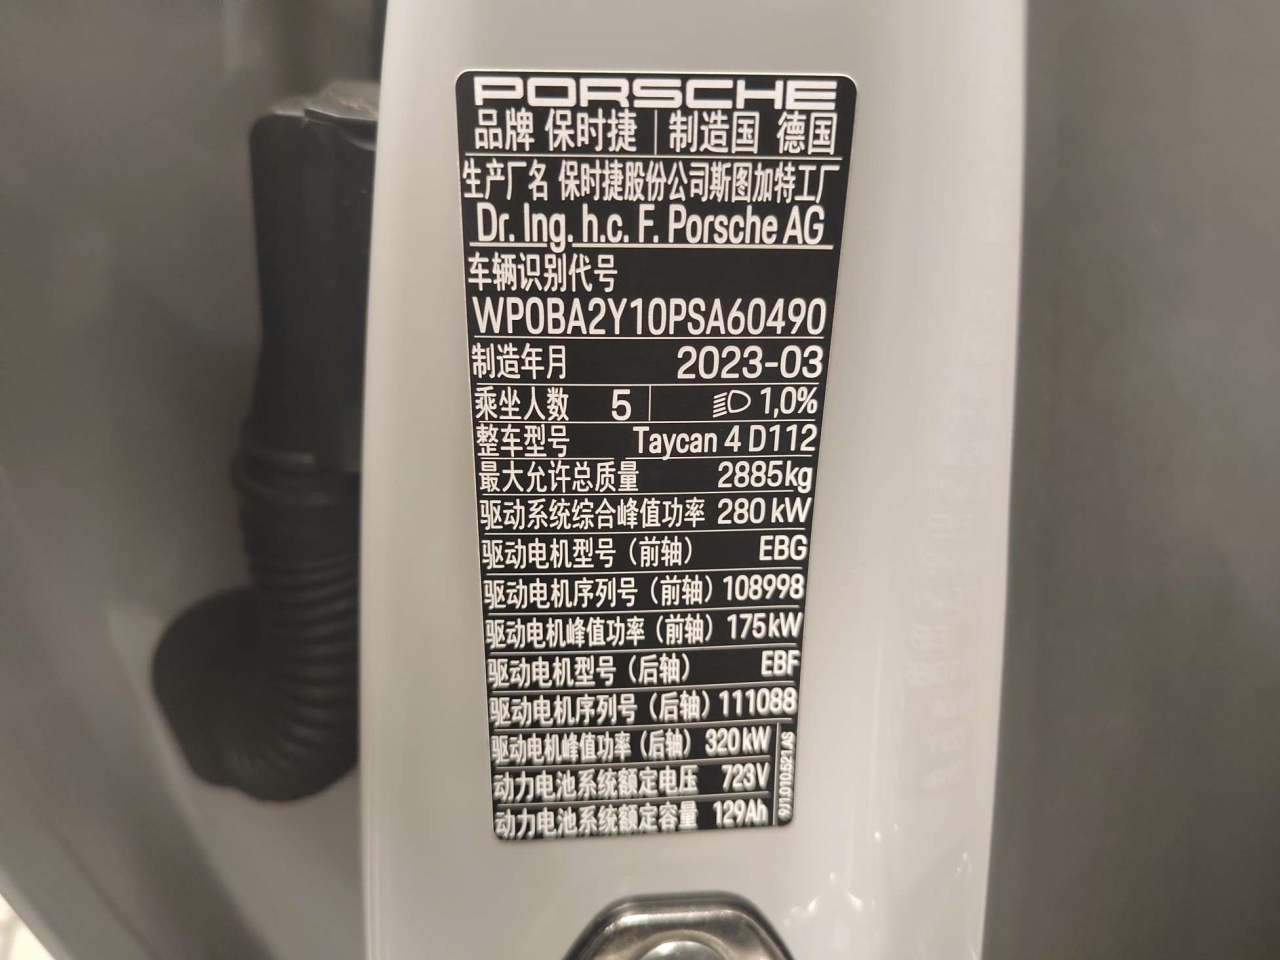 PORSCHE
品牌 保时捷 制造国 德国
生产厂名 保时捷股份公司斯图加特工厂
Dr. Ing. h.c. F. Porsche AG
车辆识别代号
WP0BA2Y10PSA60490
制造年月 2023-03
乘坐人数 5 1,0%
整车型号 Taycan 4 D112
最大允许总质量 2885kg
驱动系统综合峰值功率 280 kW
驱动电机型号（前轴） EBG
驱动电机序列号（前轴）108998
驱动电机峰值功率（前轴）175kW
驱动电机型号（后轴） EBF
驱动电机序列号（后轴）111088
驱动电机峰值功率（后轴）320kW
动力电池系统额定电压 723V
动力电池系统额定容量 129Ah
9J1.010.621.AS